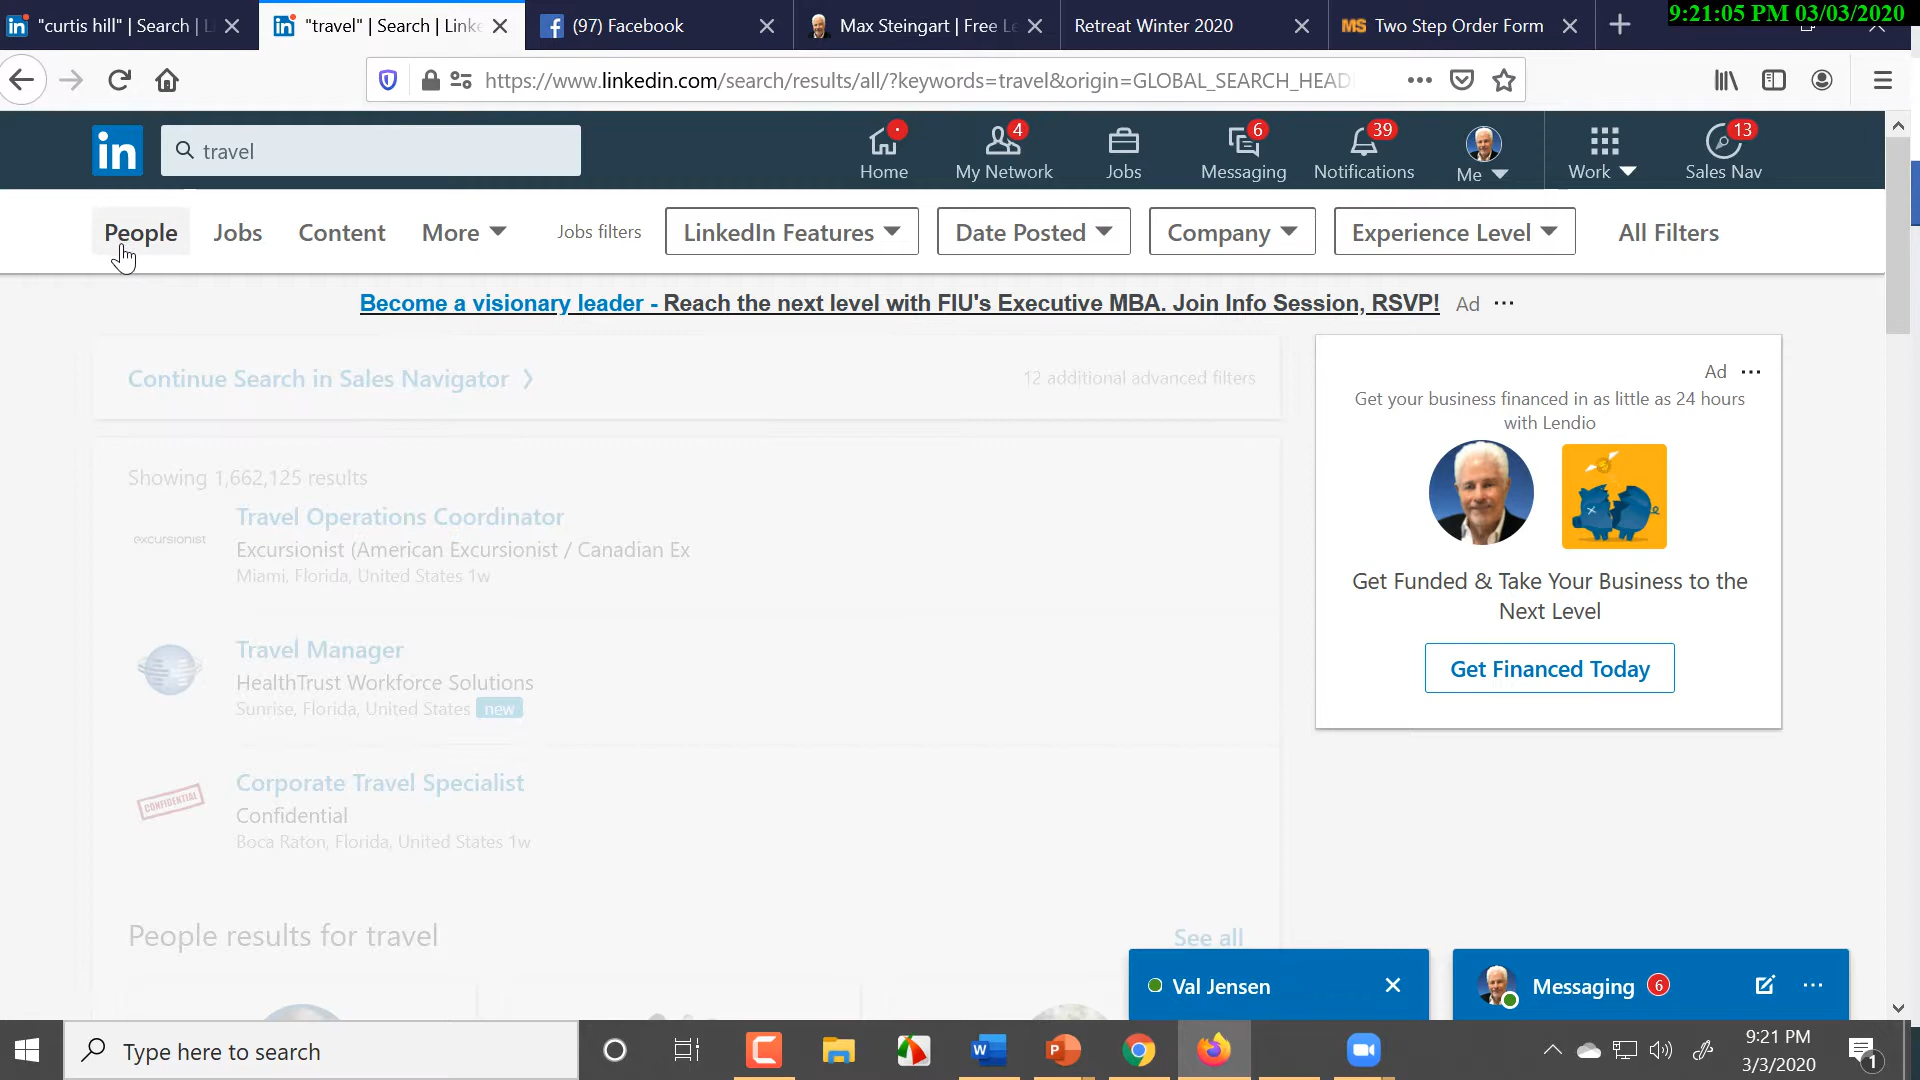 "curtis hill" | Search | L
"travel" | Search | Linke
(97) Facebook
Max Steingart | Free Le
Retreat Winter 2020
MS Two Step Order Form
9:21:05 PM 03/03/2020
https://www.linkedin.com/search/results/all/?keywords=travel&origin=GLOBAL_SEARCH_HEAD
in
travel
Home
4
My Network
Jobs
6
Messaging
39
Notifications
Me
Work
13
Sales Nav
People
Jobs
Content
More
Jobs filters
LinkedIn Features
Date Posted
Company
Experience Level
All Filters
Become a visionary leader - Reach the next level with FIU's Executive MBA. Join Info Session, RSVP! Ad
Continue Search in Sales Navigator
12 additional advanced filters
Showing 1,662,125 results
excursionist
Travel Operations Coordinator
Excursionist (American Excursionist / Canadian Ex
Miami, Florida, United States 1w
Travel Manager
HealthTrust Workforce Solutions
Sunrise, Florida, United States new
CONFIDENTIAL
Corporate Travel Specialist
Confidential
Boca Raton, Florida, United States 1w
People results for travel
See all
Ad
Get your business financed in as little as 24 hours
with Lendio
Get Funded & Take Your Business to the
Next Level
Get Financed Today
Val Jensen
Messaging 6
Type here to search
9:21 PM
3/3/2020
1